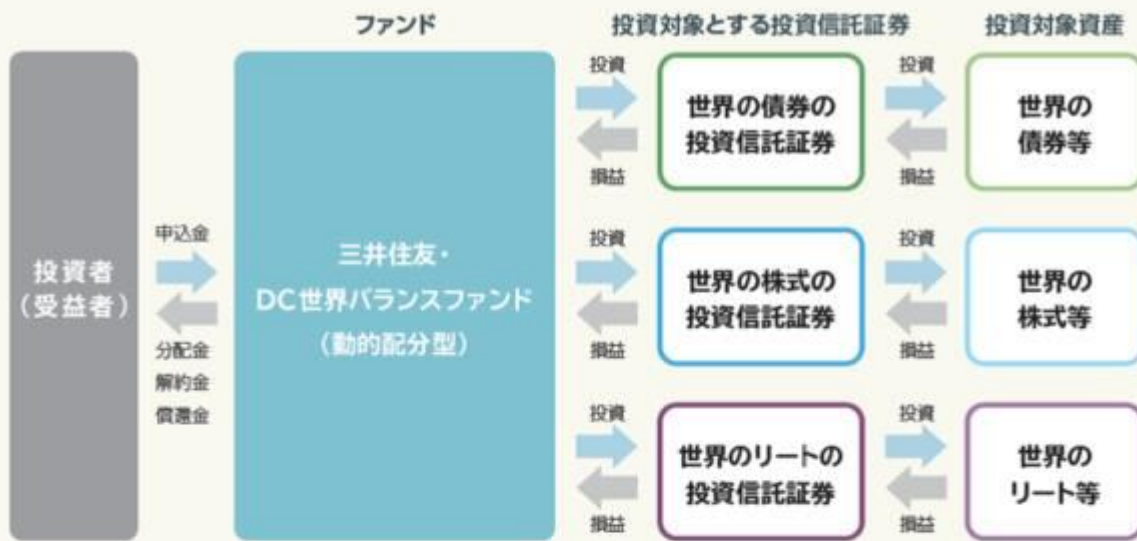 ファンド
投資対象とする投資信託証券
投資対象資産
投資者
(受益者)
申込金
分配金
解約金
償還金
三井住友・
DC世界バランスファンド
(動的配分型)
投資
損益
世界の債券の
投資信託証券
投資
損益
世界の
債券等
投資
損益
世界の株式の
投資信託証券
投資
損益
世界の
株式等
投資
損益
世界のリートの
投資信託証券
投資
損益
世界の
リート等